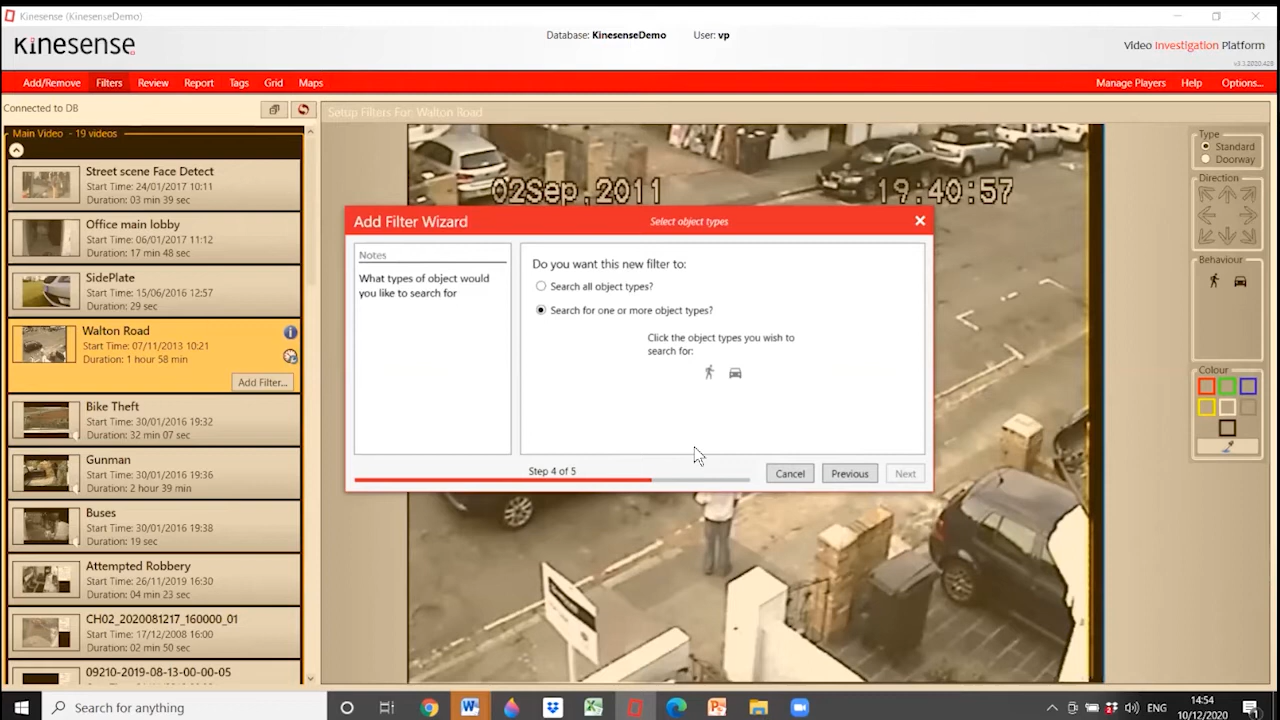 Kinesense (KinesenseDemo)
kinesense
Database: KinesenseDemo User: vp
Video Investigation Platform
Add/Remove Filters Review Report Tags Grid Maps
Manage Players Help Options...
Connected to DB
Setup Filters For: Walton Road
Main Video - 19 videos
Street scene Face Detect
Start Time: 24/01/2017 10:11
Duration: 03 min 39 sec
Office main lobby
Start Time: 06/01/2017 11:12
Duration: 17 min 48 sec
SidePlate
Start Time: 15/06/2016 12:57
Duration: 29 sec
Walton Road
Start Time: 07/11/2013 10:21
Duration: 1 hour 58 min
Add Filter...
Bike Theft
Start Time: 30/01/2016 19:32
Duration: 32 min 07 sec
Gunman
Start Time: 30/01/2016 19:36
Duration: 2 hour 39 min
Buses
Start Time: 30/01/2016 19:38
Duration: 19 sec
Attempted Robbery
Start Time: 26/11/2019 16:30
Duration: 04 min 23 sec
CH02_2020081217_160000_01
Start Time: 17/12/2008 16:00
Duration: 02 min 50 sec
09210-2019-08-13-00-00-05
02Sep.2011 19:40:57
Add Filter Wizard Select object types
Notes
What types of object would
you like to search for
Do you want this new filter to:
Search all object types?
Search for one or more object types?
Click the object types you wish to
search for:
Step 4 of 5
Cancel Previous Next
Type
Standard
Doorway
Direction
Behaviour
Colour
Search for anything
ENG
14:54
10/12/2020